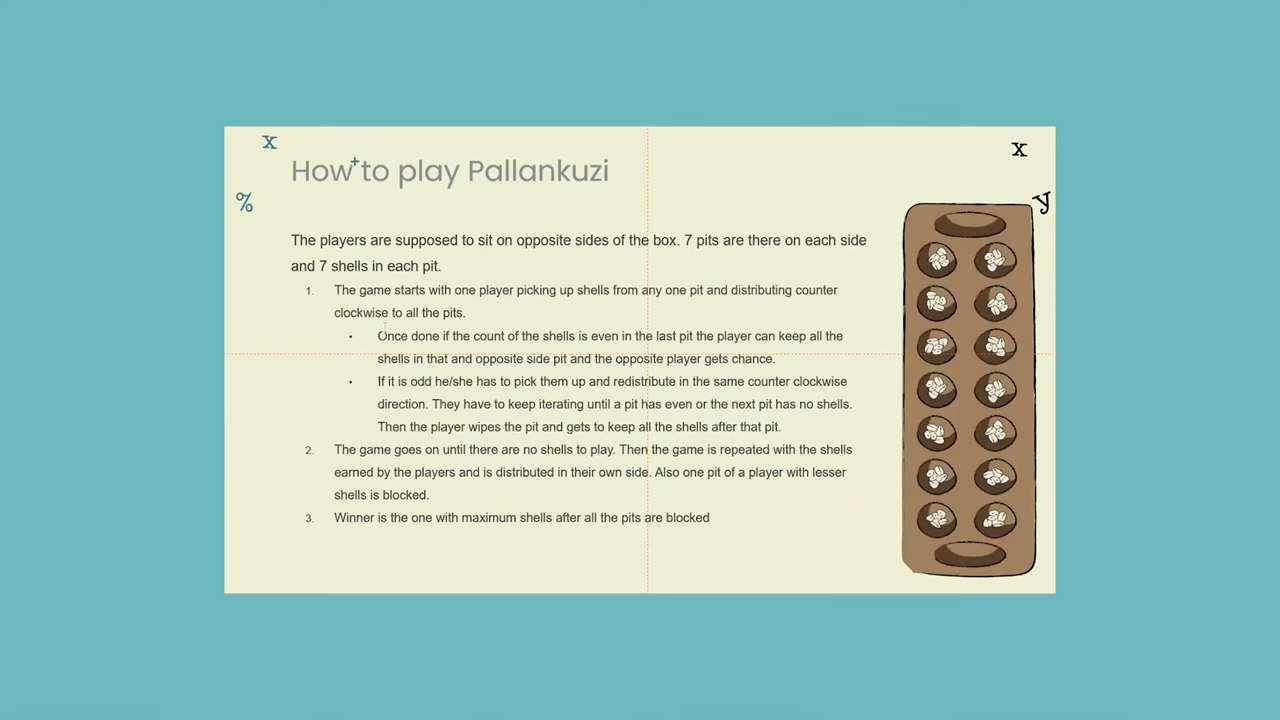 x
x
How to play Pallankuzi
+
%
y
The players are supposed to sit on opposite sides of the box. 7 pits are there on each side
and 7 shells in each pit.
1. The game starts with one player picking up shells from any one pit and distributing counter
clockwise to all the pits.
• Once done if the count of the shells is even in the last pit the player can keep all the
shells in that and opposite side pit and the opposite player gets chance.
• If it is odd he/she has to pick them up and redistribute in the same counter clockwise
direction. They have to keep iterating until a pit has even or the next pit has no shells.
Then the player wipes the pit and gets to keep all the shells after that pit.
2. The game goes on until there are no shells to play. Then the game is repeated with the shells
earned by the players and is distributed in their own side. Also one pit of a player with lesser
shells is blocked.
3. Winner is the one with maximum shells after all the pits are blocked